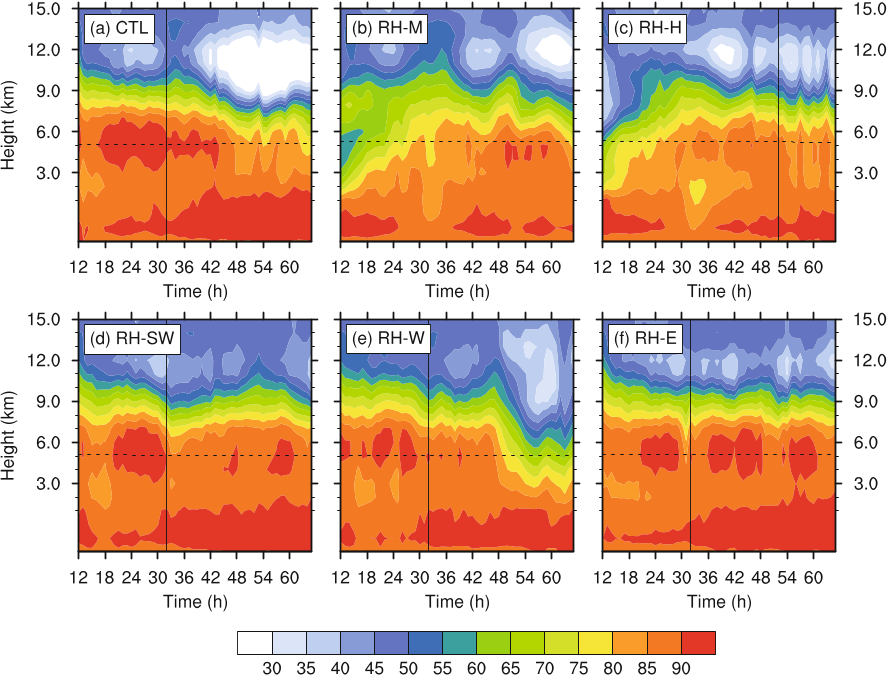 15.0 (a) CTL (b) RH-M (c) RH-H 15.0
12.0 12.0
9.0 9.0
6.0 6.0
3.0 3.0
Height (km)
12 18 24 30 36 42 48 54 60 12 18 24 30 36 42 48 54 60 12 18 24 30 36 42 48 54 60
Time (h) Time (h) Time (h)
15.0 (d) RH-SW (e) RH-W (f) RH-E 15.0
12.0 12.0
9.0 9.0
6.0 6.0
3.0 3.0
Height (km)
12 18 24 30 36 42 48 54 60 12 18 24 30 36 42 48 54 60 12 18 24 30 36 42 48 54 60
Time (h) Time (h) Time (h)
30 35 40 45 50 55 60 65 70 75 80 85 90